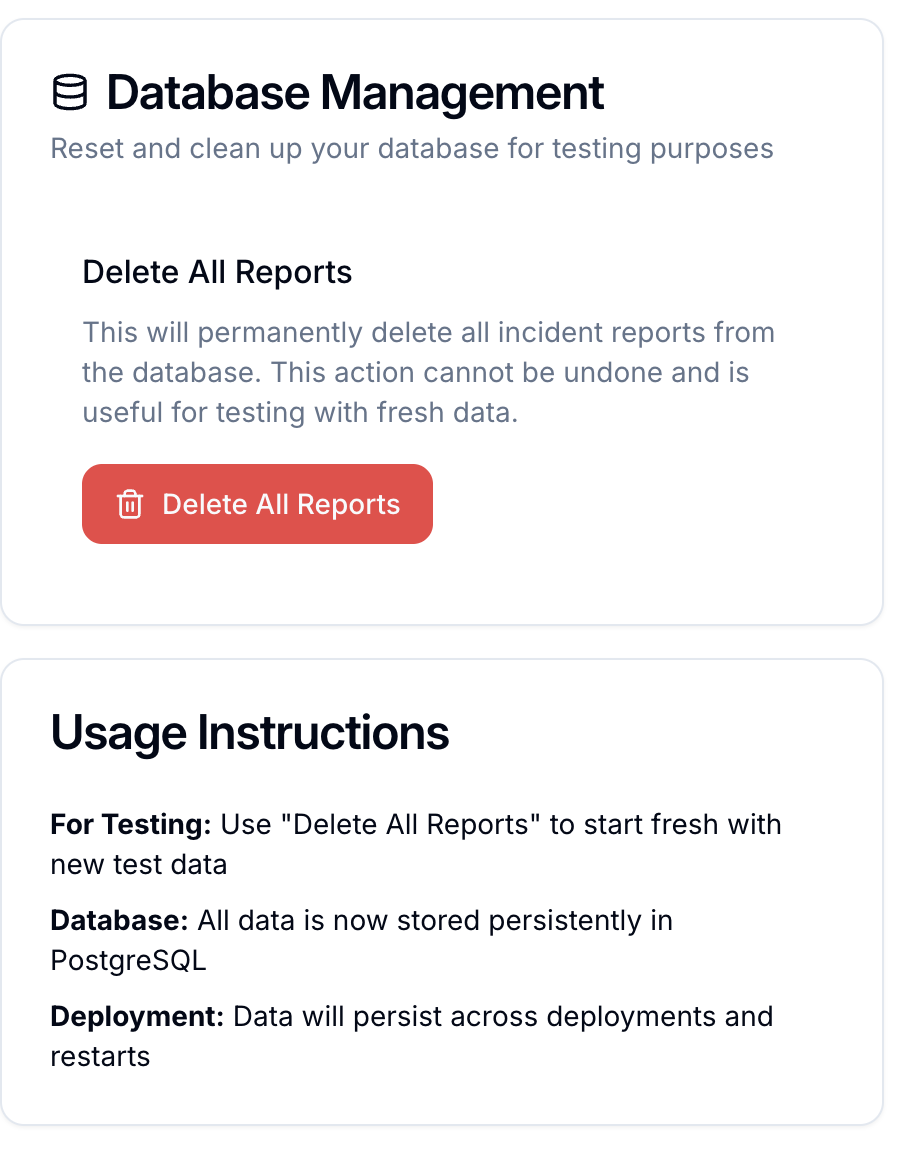 Database Management
Reset and clean up your database for testing purposes
Delete All Reports
This will permanently delete all incident reports from
the database. This action cannot be undone and is
useful for testing with fresh data.
Delete All Reports
Usage Instructions
For Testing: Use "Delete All Reports" to start fresh with
new test data
Database: All data is now stored persistently in
PostgreSQL
Deployment: Data will persist across deployments and
restarts